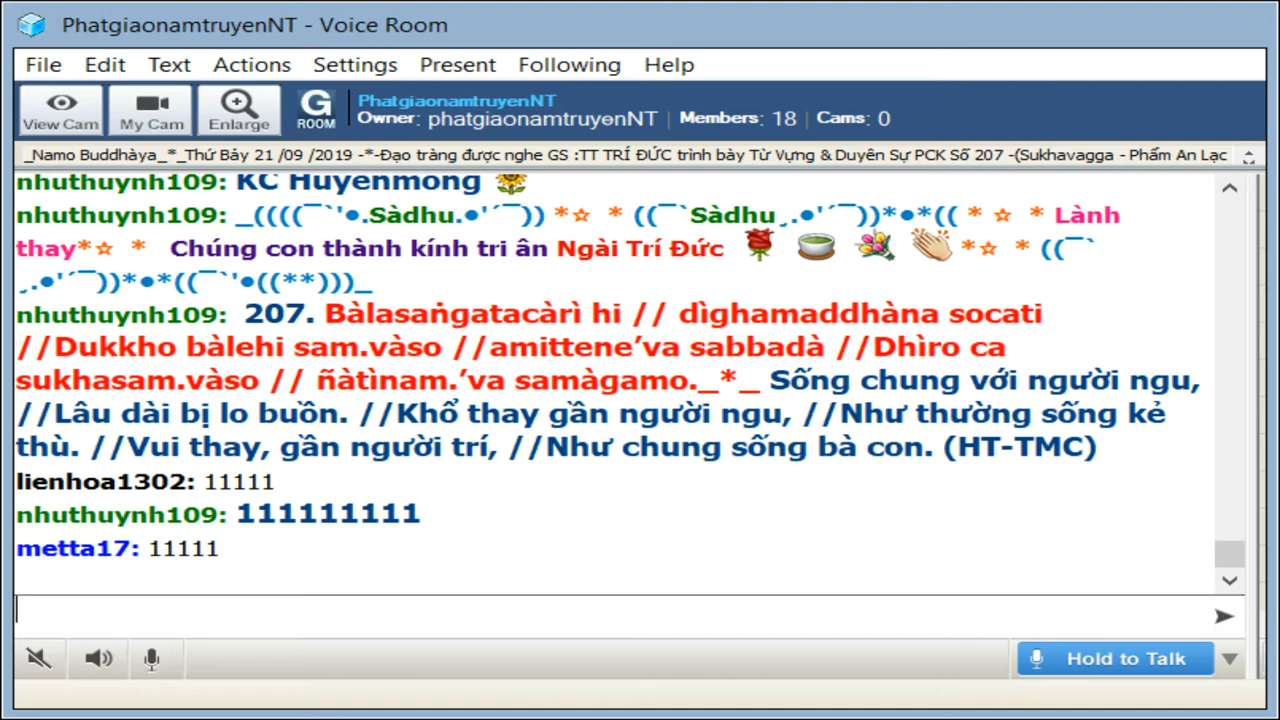 PhatgiaonamtruyenNT - Voice Room
File Edit Text Actions Settings Present Following Help
View Cam My Cam Enlarge G ROOM
PhatgiaonamtruyenNT
Owner: phatgiaonamtruyenNT | Members: 18 | Cams: 0
_Namo Buddhàya_*_Thứ Bảy 21 /09 /2019 -*-Đạo tràng được nghe GS :TT TRÍ ĐỨC trình bày Từ Vựng & Duyên Sự PCK Số 207 -(Sukhavagga - Phẩm An Lạc
nhuthuynh109: KC Huyenmong 🌻
nhuthuynh109: _((((¯`'●.Sàdhu.●'´¯)) *☆ * ((¯`Sàdhu¸.●'´¯))*●*(( * ☆ * Lành
thay*☆ * Chúng con thành kính tri ân Ngài Trí Đức 🌹 🍵 💐 👏 *☆ * ((¯`
¸.●'´¯))*●*((¯`'●((**)))_
nhuthuynh109: 207. Bàlasaṅgatacàrì hi // dìghamaddhàna socati
//Dukkho bàlehi sam.vàso //amittene’va sabbadà //Dhìro ca
sukhasam.vàso // ñàtìnam.’va samàgamo._*_ Sống chung với người ngu,
//Lâu dài bị lo buồn. //Khổ thay gần người ngu, //Như thường sống kẻ
thù. //Vui thay, gần người trí, //Như chung sống bà con. (HT-TMC)
lienhoa1302: 11111
nhuthuynh109: 111111111
metta17: 11111
Hold to Talk